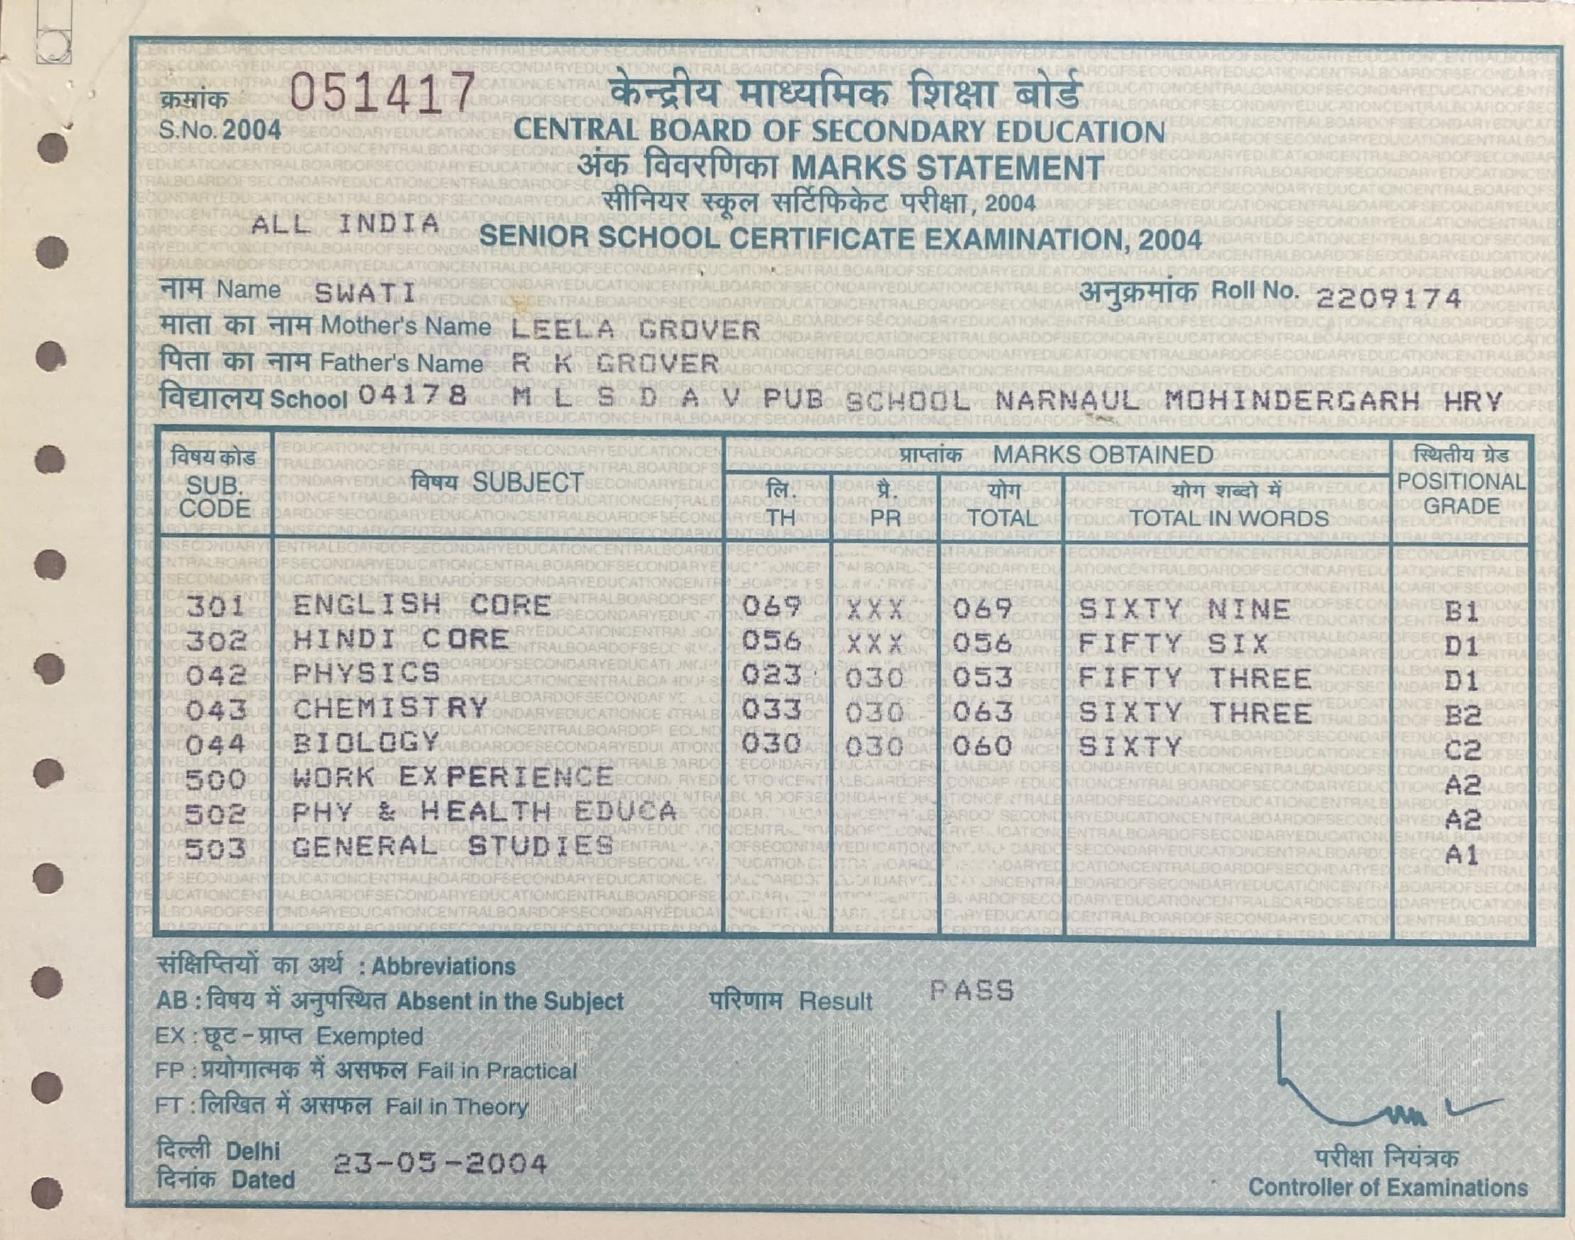 क्रमांक 051417
S.No. 2004
केन्द्रीय माध्यमिक शिक्षा बोर्ड
CENTRAL BOARD OF SECONDARY EDUCATION
अंक विवरणिका MARKS STATEMENT
सीनियर स्कूल सर्टिफिकेट परीक्षा, 2004
ALL INDIA
SENIOR SCHOOL CERTIFICATE EXAMINATION, 2004
नाम Name SWATI अनुक्रमांक Roll No. 2209174
माता का नाम Mother's Name LEELA GROVER
पिता का नाम Father's Name R K GROVER
विद्यालय School 04178 M L S D A V PUB SCHOOL NARNAUL MOHINDERGARH HRY
विषय कोड SUB. CODE विषय SUBJECT प्राप्तांक MARKS OBTAINED स्थितीय ग्रेड POSITIONAL GRADE
लि. TH प्रै. PR योग TOTAL योग शब्दो में TOTAL IN WORDS
301 ENGLISH CORE 069 XXX 069 SIXTY NINE B1
302 HINDI CORE 056 XXX 056 FIFTY SIX D1
042 PHYSICS 023 030 053 FIFTY THREE D1
043 CHEMISTRY 033 030 063 SIXTY THREE B2
044 BIOLOGY 030 030 060 SIXTY C2
500 WORK EXPERIENCE A2
502 PHY & HEALTH EDUCA A2
503 GENERAL STUDIES A1
संक्षिप्तियों का अर्थ : Abbreviations
AB : विषय में अनुपस्थित Absent in the Subject परिणाम Result PASS
EX : छूट - प्राप्त Exempted
FP : प्रयोगात्मक में असफल Fail in Practical
FT : लिखित में असफल Fail in Theory
दिल्ली Delhi
दिनांक Dated 23-05-2004
परीक्षा नियंत्रक
Controller of Examinations